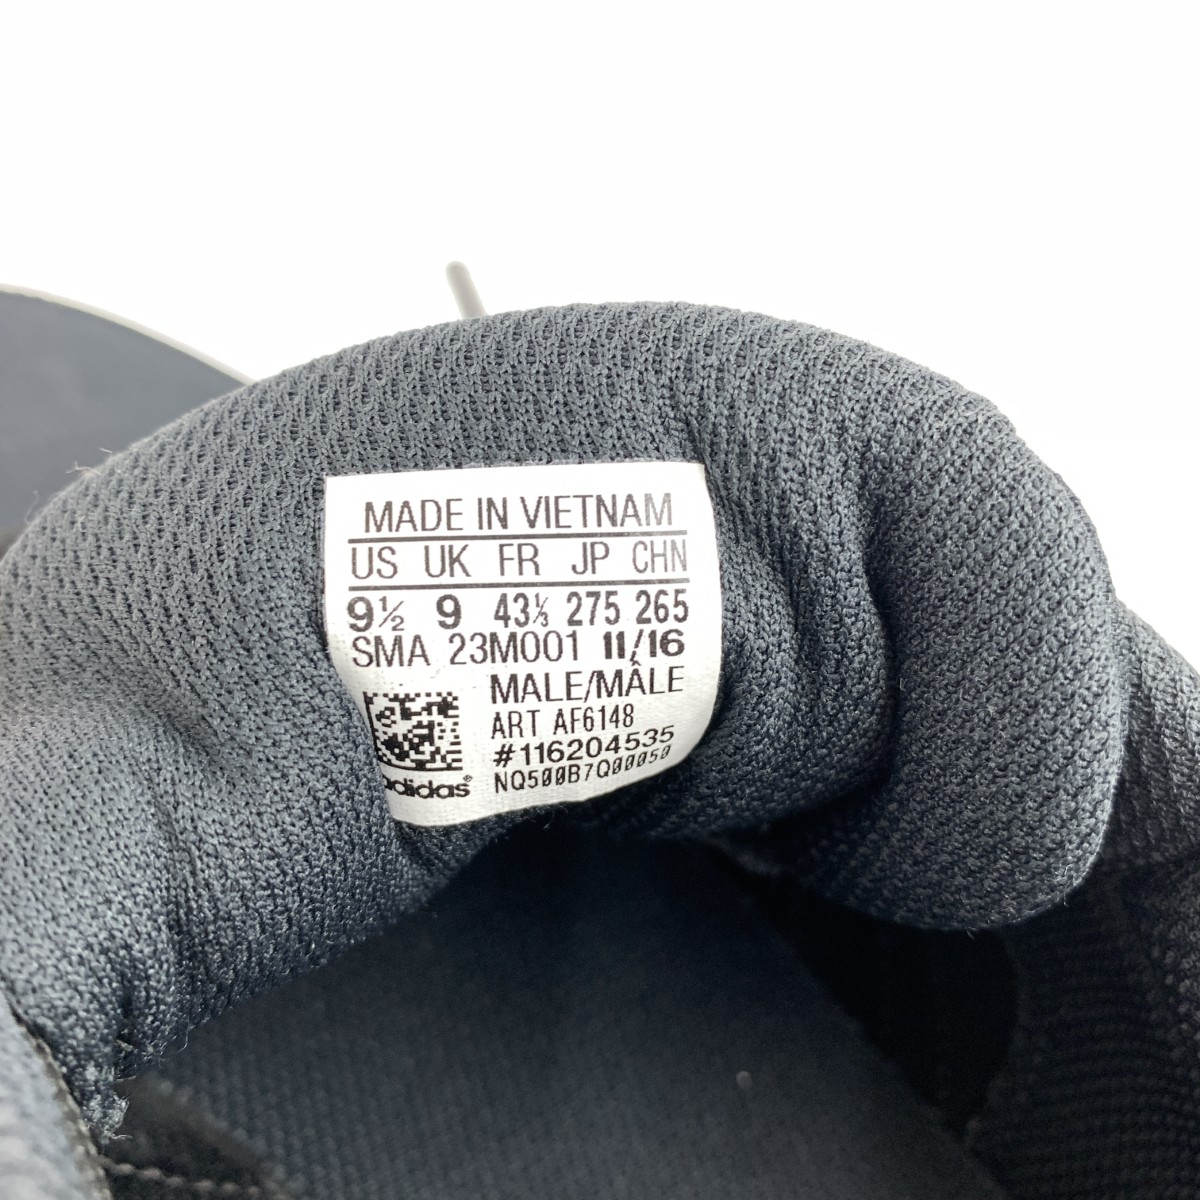 MADE IN VIETNAM
US UK FR JP CHN
9½ 9 43⅓ 275 265
SMA 23M001 11/16
MALE/MÂLE
ART AF6148
#116204535
NQ500B7Q00050
adidas®